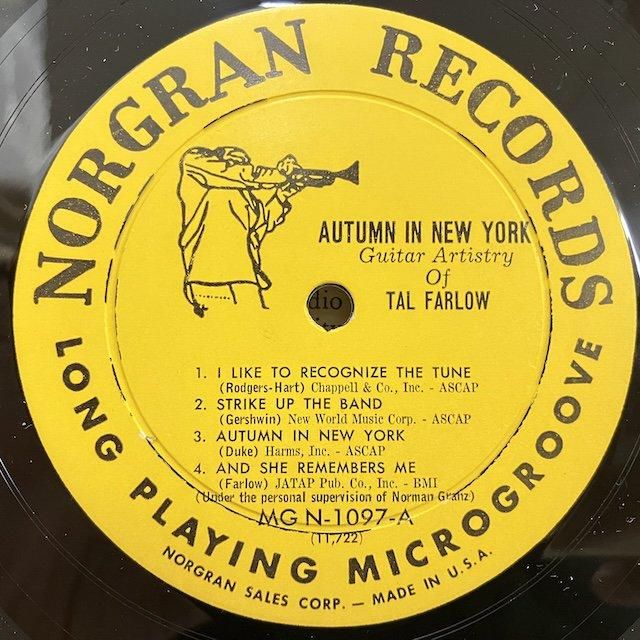 NORGRAN RECORDS
AUTUMN IN NEW YORK
Guitar Artistry
Of
TAL FARLOW
1. I LIKE TO RECOGNIZE THE TUNE
(Rodgers-Hart) Chappell & Co., Inc. - ASCAP
2. STRIKE UP THE BAND
(Gershwin) New World Music Corp. - ASCAP
3. AUTUMN IN NEW YORK
(Duke) Harms, Inc. - ASCAP
4. AND SHE REMEMBERS ME
(Farlow) JATAP Pub. Co., Inc. - BMI
(Under the personal supervision of Norman Granz)
MG N-1097-A
(11,722)
LONG PLAYING MICROGROOVE
NORGRAN SALES CORP. — MADE IN U.S.A.